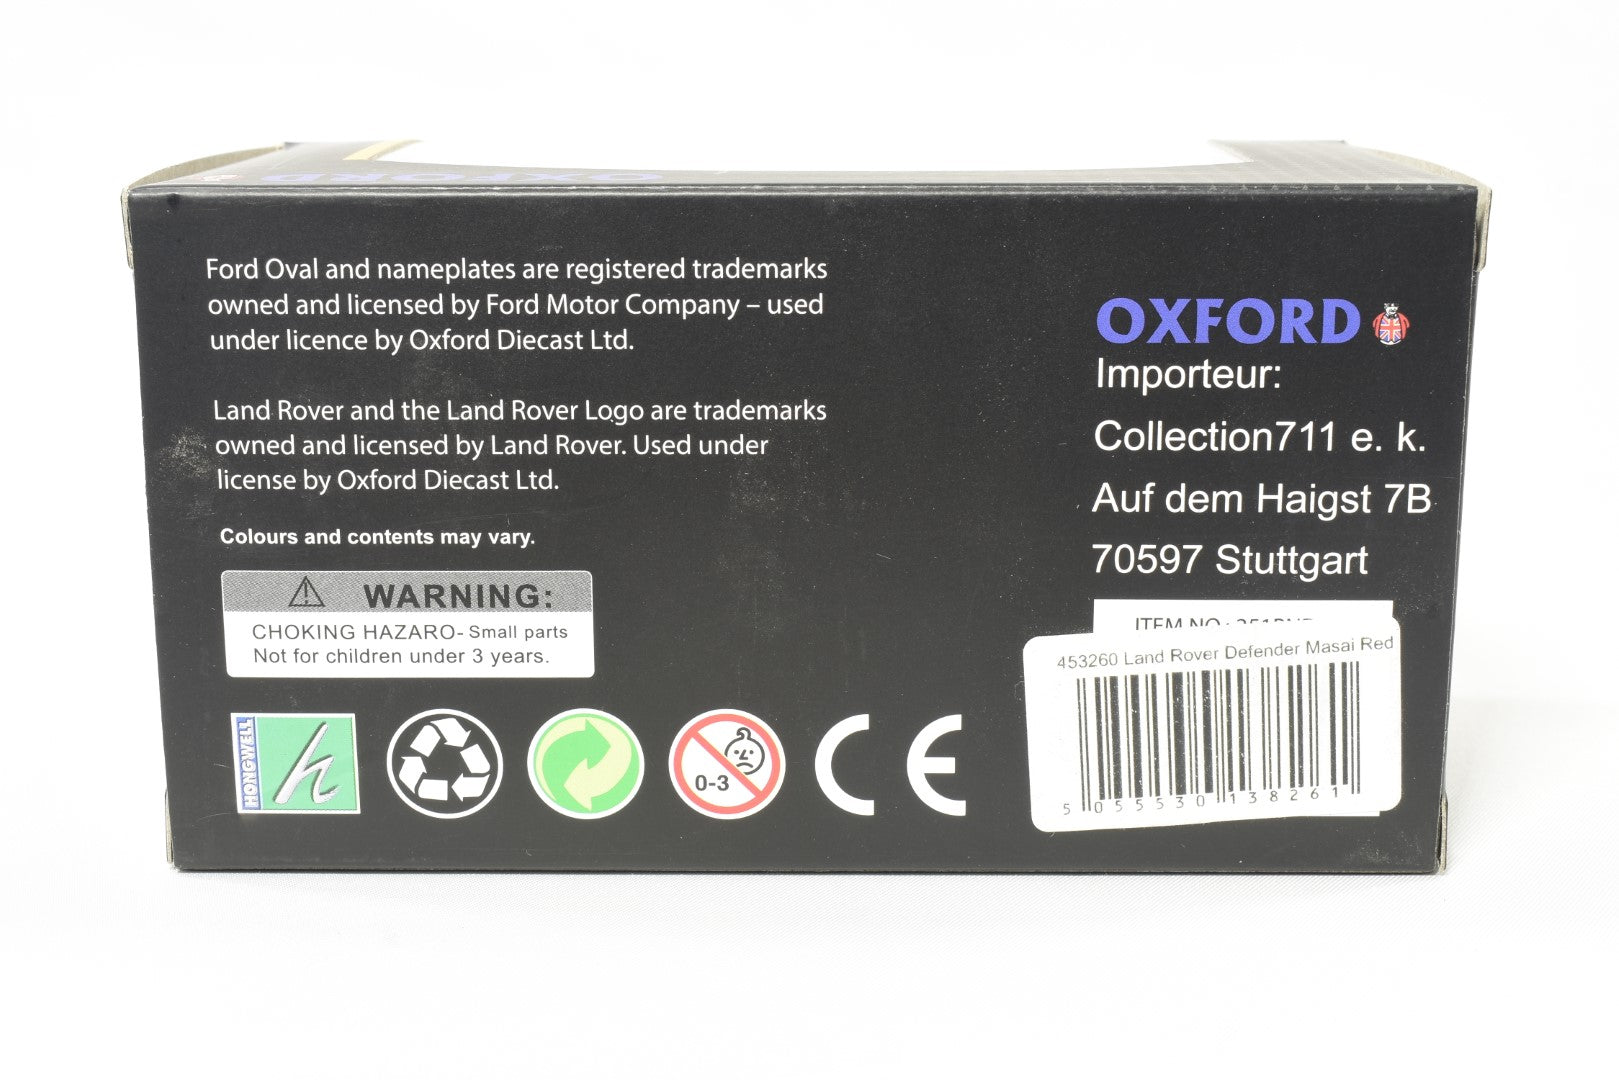 OXFORD
Ford Oval and nameplates are registered trademarks
owned and licensed by Ford Motor Company – used
under licence by Oxford Diecast Ltd.
Land Rover and the Land Rover Logo are trademarks
owned and licensed by Land Rover. Used under
license by Oxford Diecast Ltd.
Colours and contents may vary.
WARNING:
CHOKING HAZARO- Small parts
Not for children under 3 years.
HONGWELL
h
0-3
CE
OXFORD
Importeur:
Collection711 e. k.
Auf dem Haigst 7B
70597 Stuttgart
ITEM NO.:
453260 Land Rover Defender Masai Red
5 055530 138261